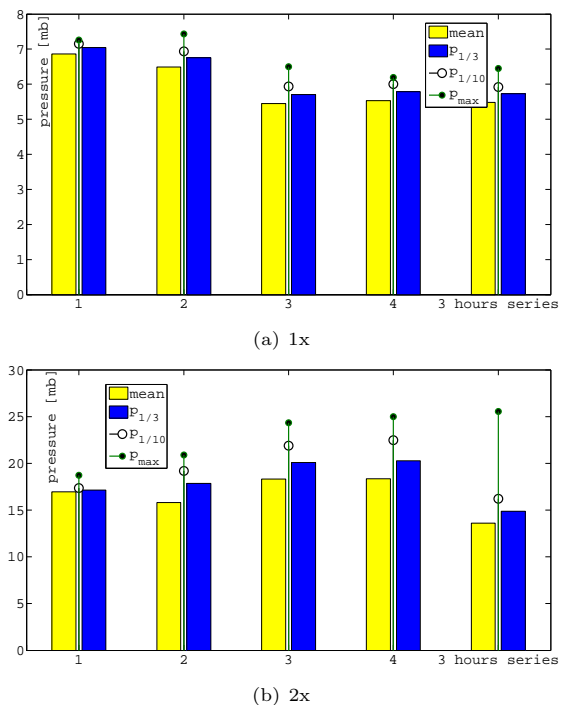 8
7
6
5
4
3
2
1
0
pressure [mb]
mean
p1/3
p1/10
pmax
1 2 3 4 3 hours series
(a) 1x
30
25
20
15
10
5
0
pressure [mb]
mean
p1/3
p1/10
pmax
1 2 3 4 3 hours series
(b) 2x